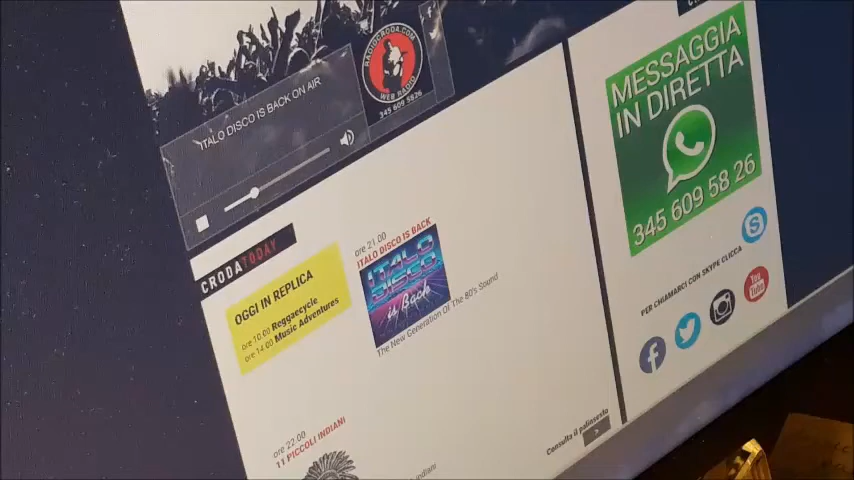 ITALO DISCO IS BACK ON AIR
RADIOCRODA.COM
WEB RADIO
345 609 5826
MESSAGGIA
IN DIRETTA
345 609 58 26
PER CHIAMARCI CON SKYPE CLICCA
You
Tube
CRODATODAY
OGGI IN REPLICA
ore 10.00 Reggaecycle
ore 14.00 Music Adventures
ore 21.00
ITALO DISCO IS BACK
ITALO
DISCO
is Back
The New Generation Of The 80's Sound
ore 22.00
11 PICCOLI INDIANI
Indiani
Consulta il palinsesto
>